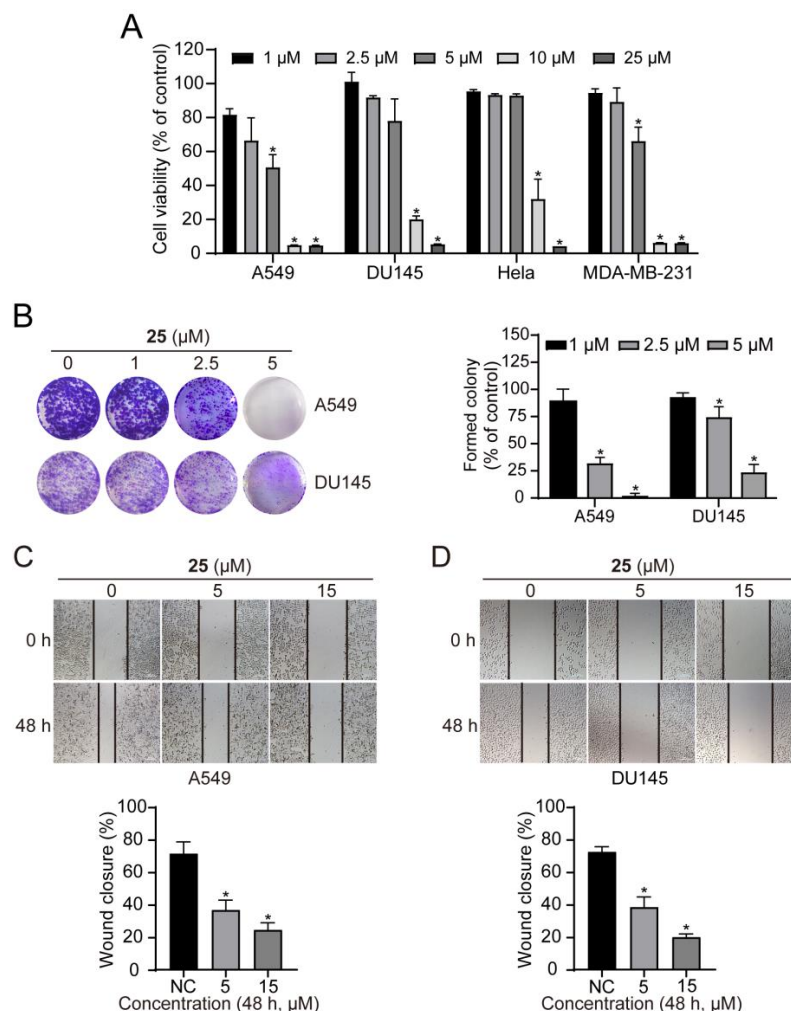 A
Cell viability (% of control)
120
100
80
60
40
20
0
1 µM 2.5 µM 5 µM 10 µM 25 µM
* * * * * * * * * *
A549 DU145 Hela MDA-MB-231
B
25 (µM)
0 1 2.5 5
A549
DU145
Formed colony
(% of control)
150
125
100
75
50
25
0
1 µM 2.5 µM 5 µM
* * * *
A549 DU145
C
25 (µM)
0 5 15
0 h
48 h
A549
Wound closure (%)
100
80
60
40
20
0
* *
NC 5 15
Concentration (48 h, µM)
D
25 (µM)
0 5 15
0 h
48 h
DU145
Wound closure (%)
100
80
60
40
20
0
* *
NC 5 15
Concentration (48 h, µM)